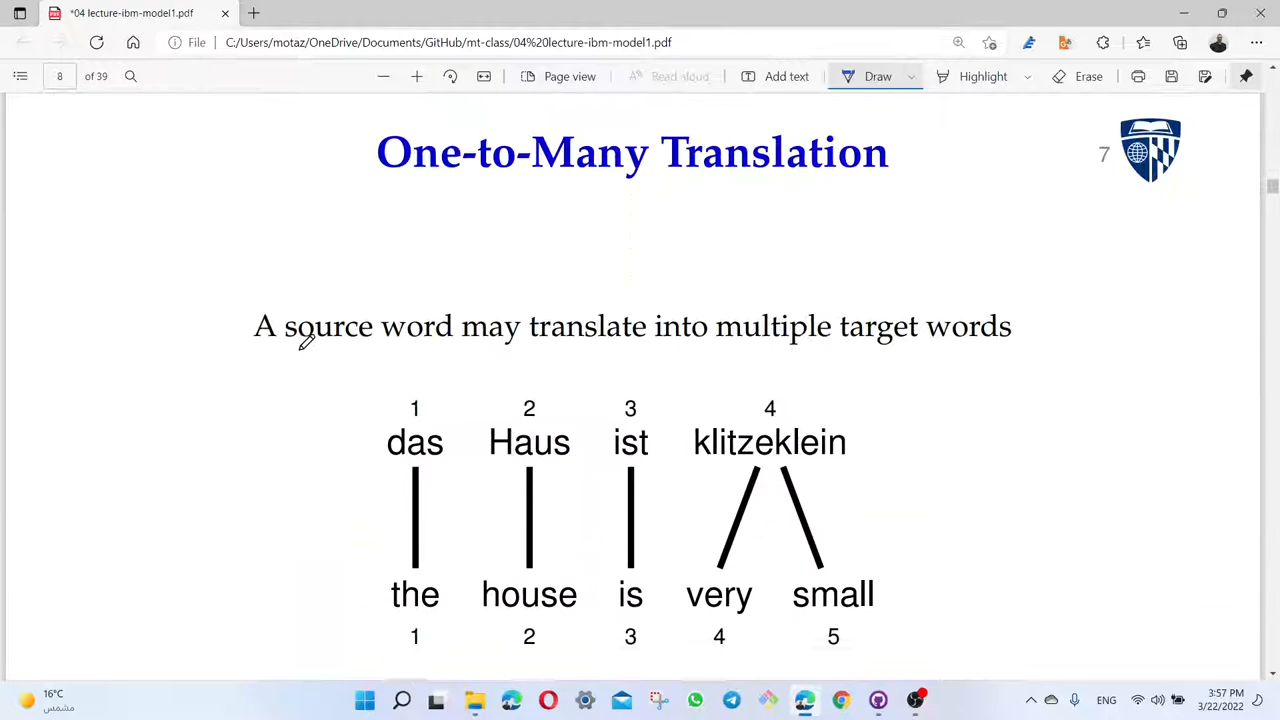 *04 lecture-ibm-model1.pdf
File C:/Users/motaz/OneDrive/Documents/GitHub/mt-class/04%20lecture-ibm-model1.pdf
8 of 39 Page view Read aloud Add text Draw Highlight Erase
One-to-Many Translation 7
A source word may translate into multiple target words
1 2 3 4
das Haus ist klitzeklein
the house is very small
1 2 3 4 5
16°C ENG 3:57 PM
مشمس 3/22/2022